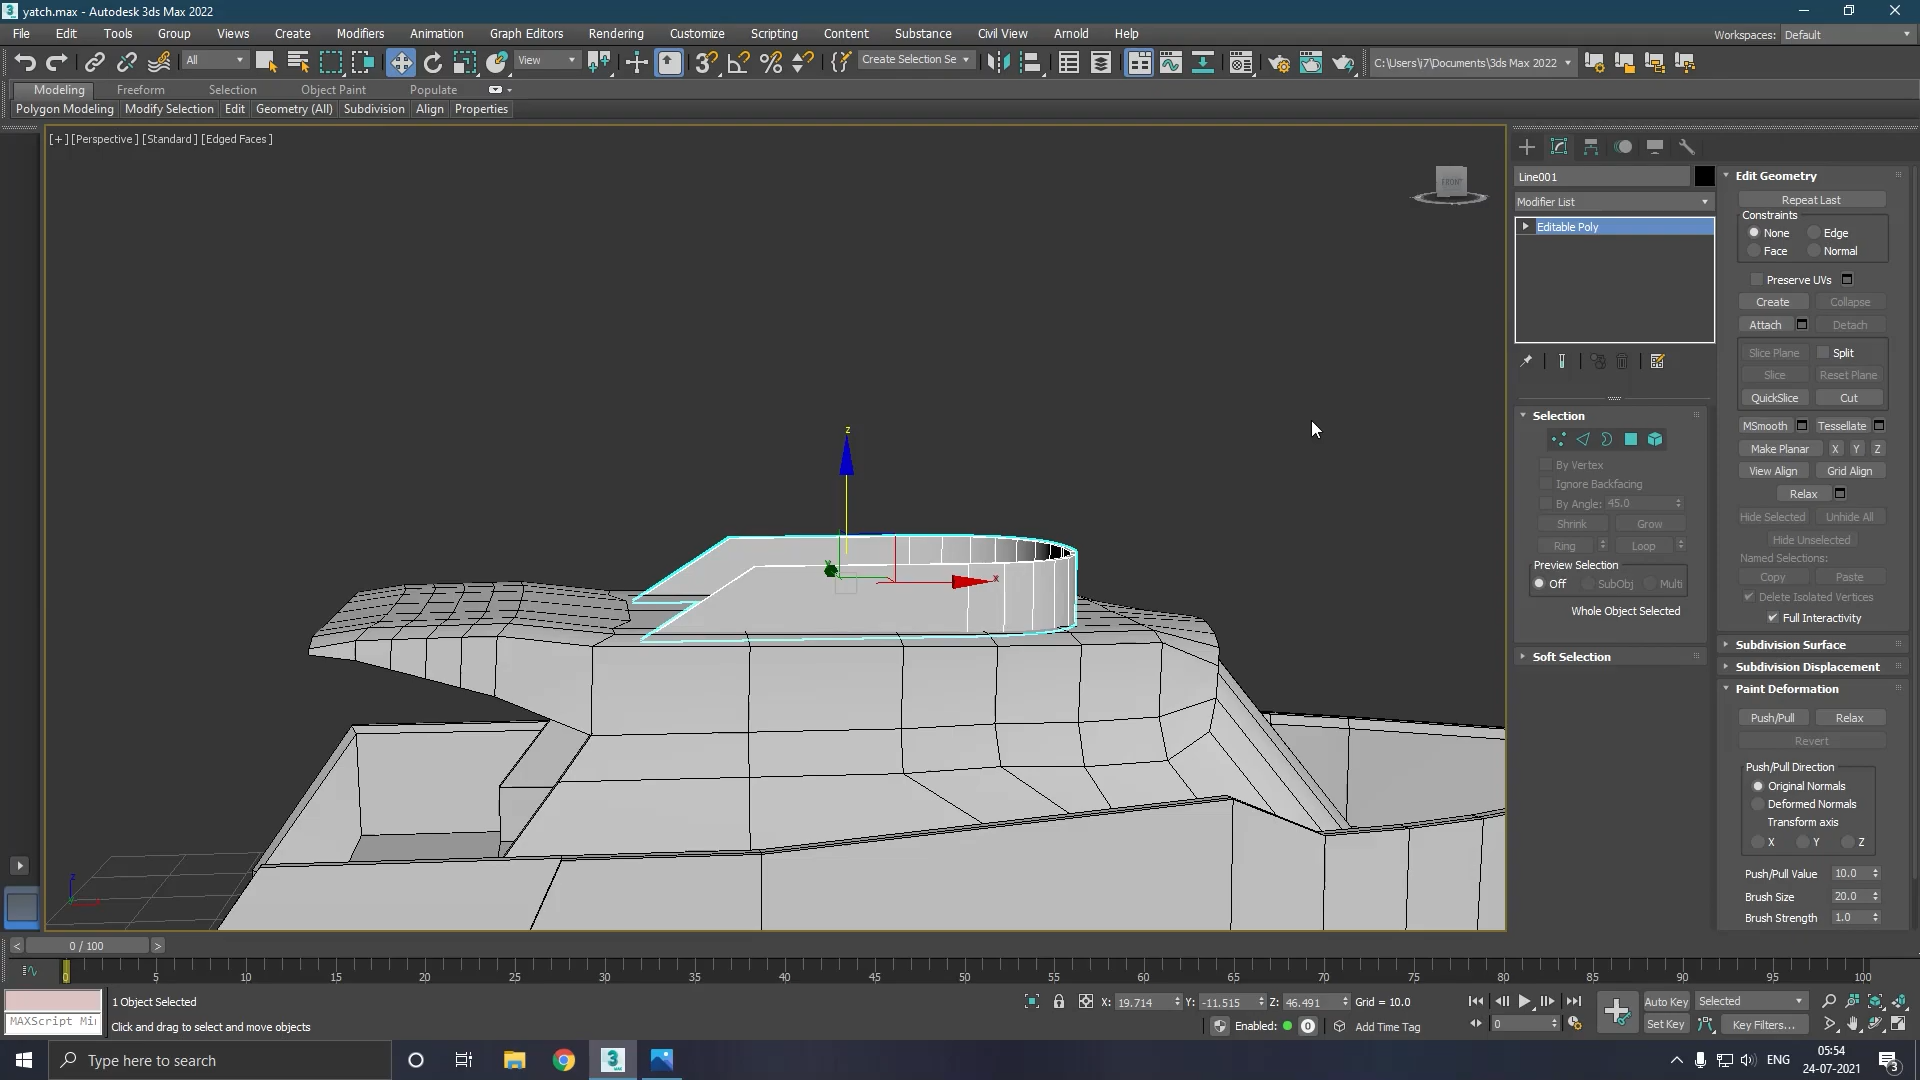 yatch.max - Autodesk 3ds Max 2022
File Edit Tools Group Views Create Modifiers Animation Graph Editors Rendering Customize Scripting Content Substance Civil View Arnold Help
Workspaces: Default
All View Create Selection Se C:\Users\i7\Documents\3ds Max 2022
Modeling Freeform Selection Object Paint Populate
Polygon Modeling Modify Selection Edit Geometry (All) Subdivision Align Properties
[+] [Perspective] [Standard] [Edged Faces]
FRONT
z
x
z
Line001
Modifier List
Editable Poly
Selection
By Vertex
Ignore Backfacing
By Angle: 45.0
Shrink Grow
Ring Loop
Preview Selection
Off SubObj Multi
Whole Object Selected
Soft Selection
Edit Geometry
Repeat Last
Constraints
None Edge
Face Normal
Preserve UVs
Create Collapse
Attach Detach
Slice Plane Split
Slice Reset Plane
QuickSlice Cut
MSmooth Tessellate
Make Planar X Y Z
View Align Grid Align
Relax
Hide Selected Unhide All
Hide Unselected
Named Selections:
Copy Paste
Delete Isolated Vertices
Full Interactivity
Subdivision Surface
Subdivision Displacement
Paint Deformation
Push/Pull Relax
Revert
Push/Pull Direction
Original Normals
Deformed Normals
Transform axis
X Y Z
Push/Pull Value 10.0
Brush Size 20.0
Brush Strength 1.0
< 0 / 100 >
0 5 10 15 20 25 30 35 40 45 50 55 60 65 70 75 80 85 90 95 100
1 Object Selected
X: 19.714 Y: -11.515 Z: 46.491 Grid = 10.0
Auto Key Selected
MAXScript Mi
Click and drag to select and move objects
Enabled: 0 Add Time Tag
0
Set Key Key Filters...
Type here to search
ENG
05:54
24-07-2021
3